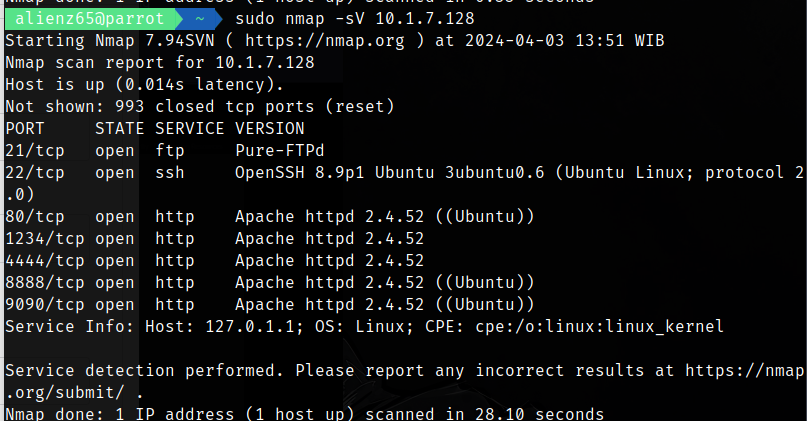 Nmap done: 1 IP address (1 host up) scanned in 0.05 seconds
alienz65@parrot ~ sudo nmap -sV 10.1.7.128
Starting Nmap 7.94SVN ( https://nmap.org ) at 2024-04-03 13:51 WIB
Nmap scan report for 10.1.7.128
Host is up (0.014s latency).
Not shown: 993 closed tcp ports (reset)
PORT     STATE SERVICE VERSION
21/tcp   open  ftp     Pure-FTPd
22/tcp   open  ssh     OpenSSH 8.9p1 Ubuntu 3ubuntu0.6 (Ubuntu Linux; protocol 2
.0)
80/tcp   open  http    Apache httpd 2.4.52 ((Ubuntu))
1234/tcp open  http    Apache httpd 2.4.52
4444/tcp open  http    Apache httpd 2.4.52
8888/tcp open  http    Apache httpd 2.4.52 ((Ubuntu))
9090/tcp open  http    Apache httpd 2.4.52 ((Ubuntu))
Service Info: Host: 127.0.1.1; OS: Linux; CPE: cpe:/o:linux:linux_kernel
Service detection performed. Please report any incorrect results at https://nmap
.org/submit/ .
Nmap done: 1 IP address (1 host up) scanned in 28.10 seconds